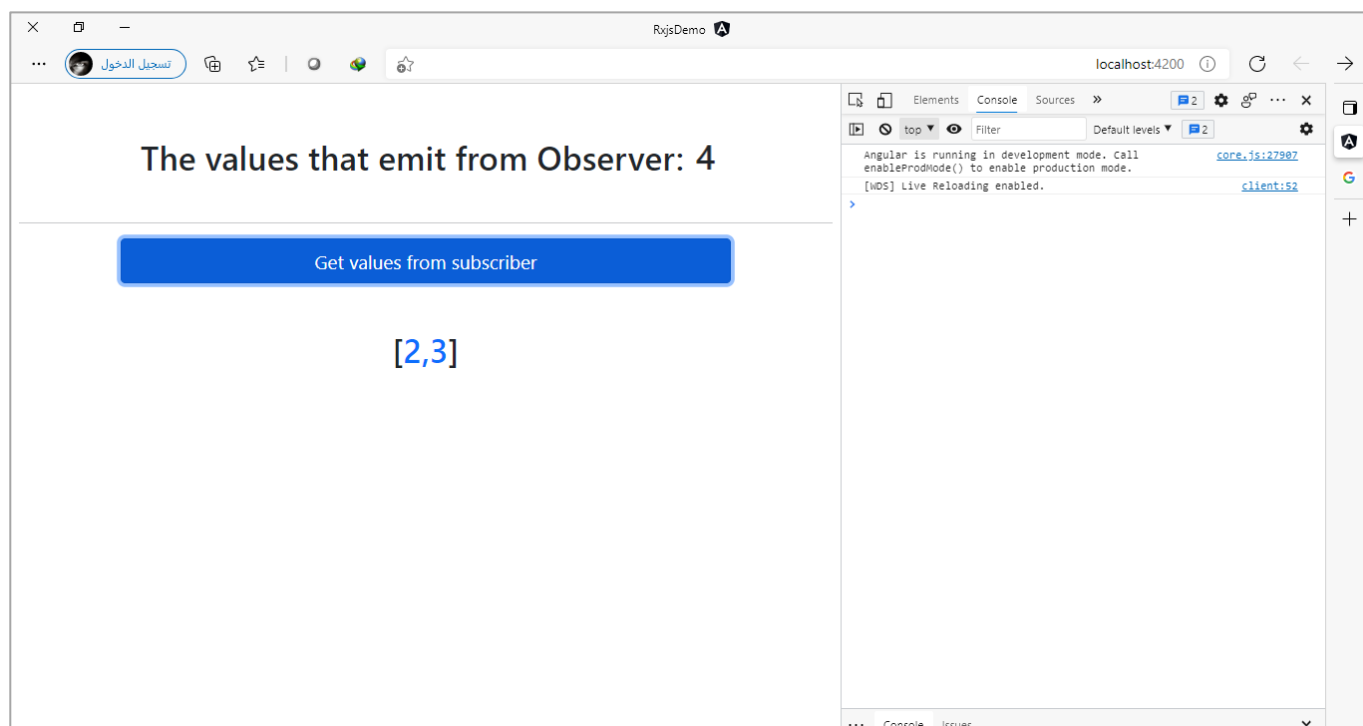 RxjsDemo
تسجيل الدخول
localhost:4200
The values that emit from Observer: 4
Get values from subscriber
[2,3]
Elements Console Sources » 2
top ▼ Filter Default levels ▼ 2
Angular is running in development mode. Call core.js:27907
enableProdMode() to enable production mode.
[WDS] Live Reloading enabled. client:52
>
Console Issues